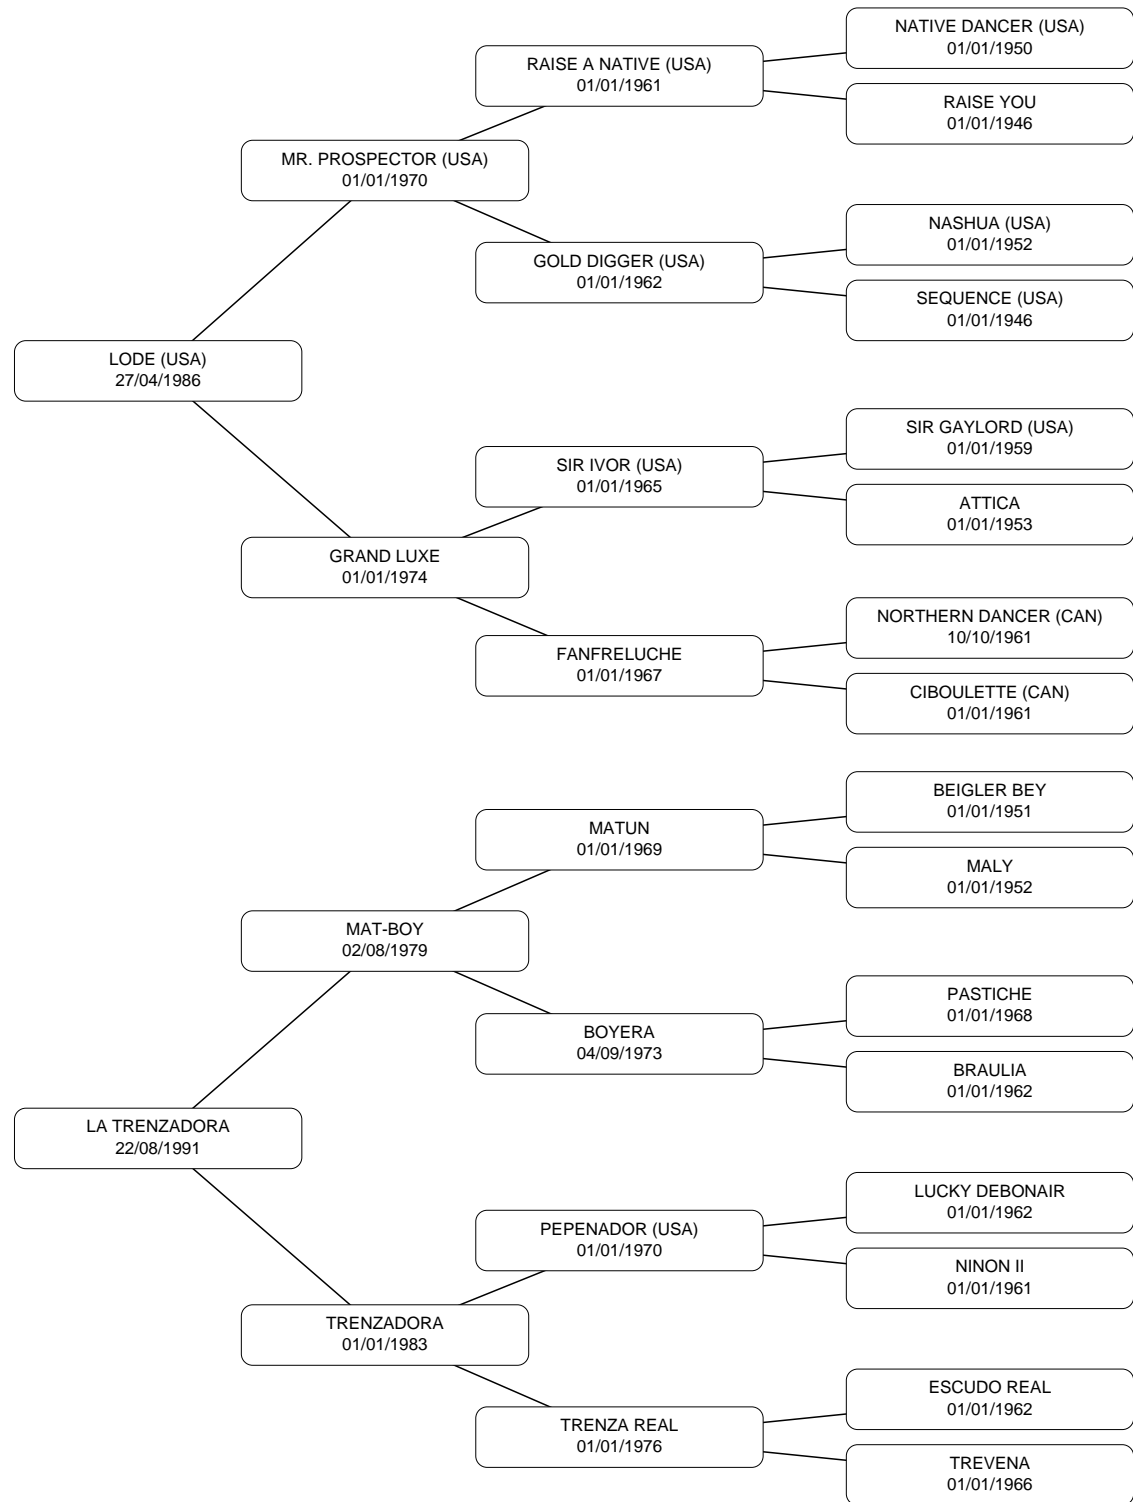 NATIVE DANCER (USA)
01/01/1950
RAISE A NATIVE (USA)
01/01/1961
RAISE YOU
01/01/1946
MR. PROSPECTOR (USA)
01/01/1970
NASHUA (USA)
01/01/1952
GOLD DIGGER (USA)
01/01/1962
SEQUENCE (USA)
01/01/1946
LODE (USA)
27/04/1986
SIR GAYLORD (USA)
01/01/1959
SIR IVOR (USA)
01/01/1965
ATTICA
01/01/1953
GRAND LUXE
01/01/1974
NORTHERN DANCER (CAN)
10/10/1961
FANFRELUCHE
01/01/1967
CIBOULETTE (CAN)
01/01/1961
BEIGLER BEY
01/01/1951
MATUN
01/01/1969
MALY
01/01/1952
MAT-BOY
02/08/1979
PASTICHE
01/01/1968
BOYERA
04/09/1973
BRAULIA
01/01/1962
LA TRENZADORA
22/08/1991
LUCKY DEBONAIR
01/01/1962
PEPENADOR (USA)
01/01/1970
NINON II
01/01/1961
TRENZADORA
01/01/1983
ESCUDO REAL
01/01/1962
TRENZA REAL
01/01/1976
TREVENA
01/01/1966